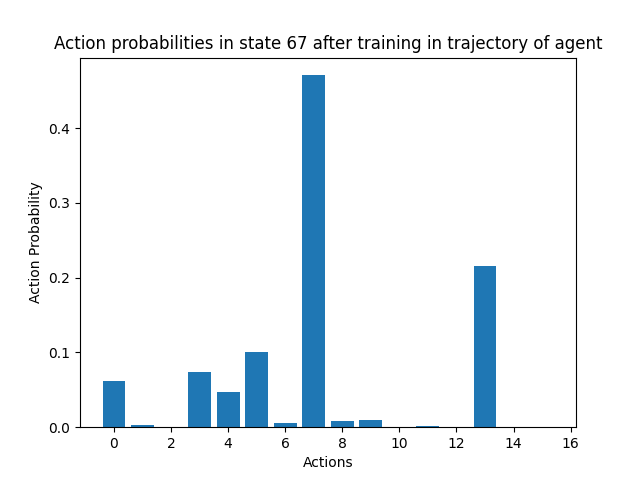 Action probabilities in state 67 after training in trajectory of agent
Action Probability
0.4
0.3
0.2
0.1
0.0
0 2 4 6 8 10 12 14 16
Actions